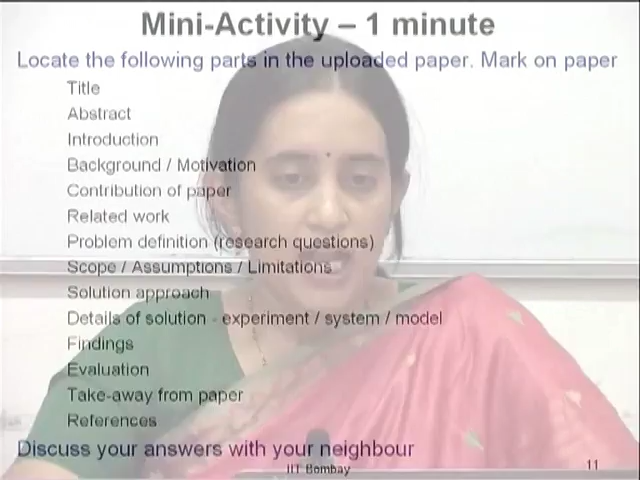 Mini-Activity – 1 minute
Locate the following parts in the uploaded paper. Mark on paper
Title
Abstract
Introduction
Background / Motivation
Contribution of paper
Related work
Problem definition (research questions)
Scope / Assumptions / Limitations
Solution approach
Details of solution - experiment / system / model
Findings
Evaluation
Take-away from paper
References
Discuss your answers with your neighbour
IIT Bombay
11